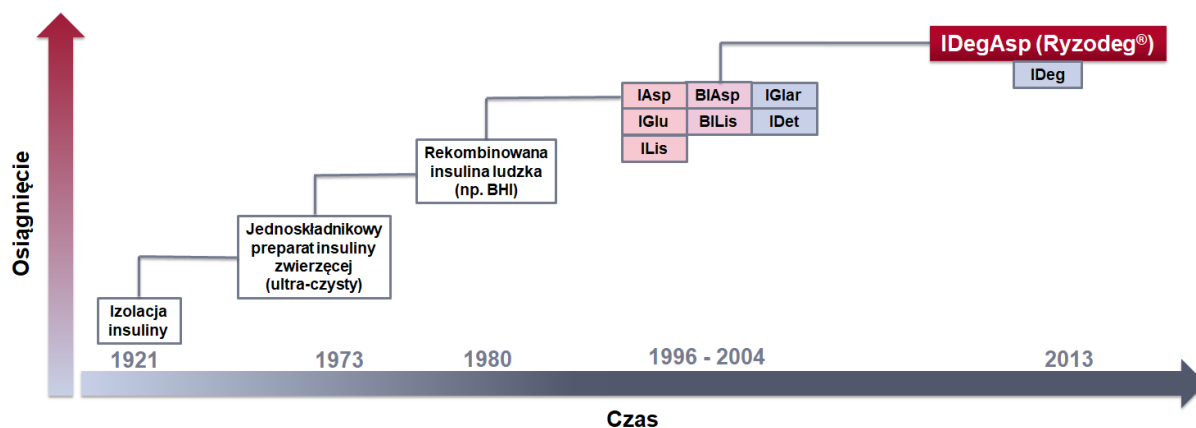 Osiągnięcie
IDegAsp (Ryzodeg®)
IDeg
IAsp
BIAsp
IGlar
IGlu
BILis
IDet
ILis
Rekombinowana
insulina ludzka
(np. BHI)
Jednoskładnikowy
preparat insuliny
zwierzęcej
(ultra-czysty)
Izolacja
insuliny
1921
1973
1980
1996 - 2004
2013
Czas